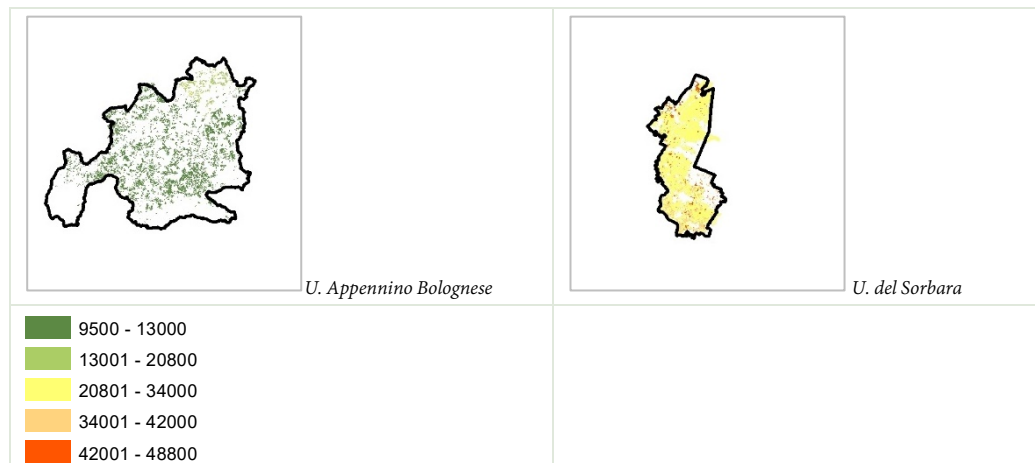 U. Appennino Bolognese
U. del Sorbara
9500 - 13000
13001 - 20800
20801 - 34000
34001 - 42000
42001 - 48800